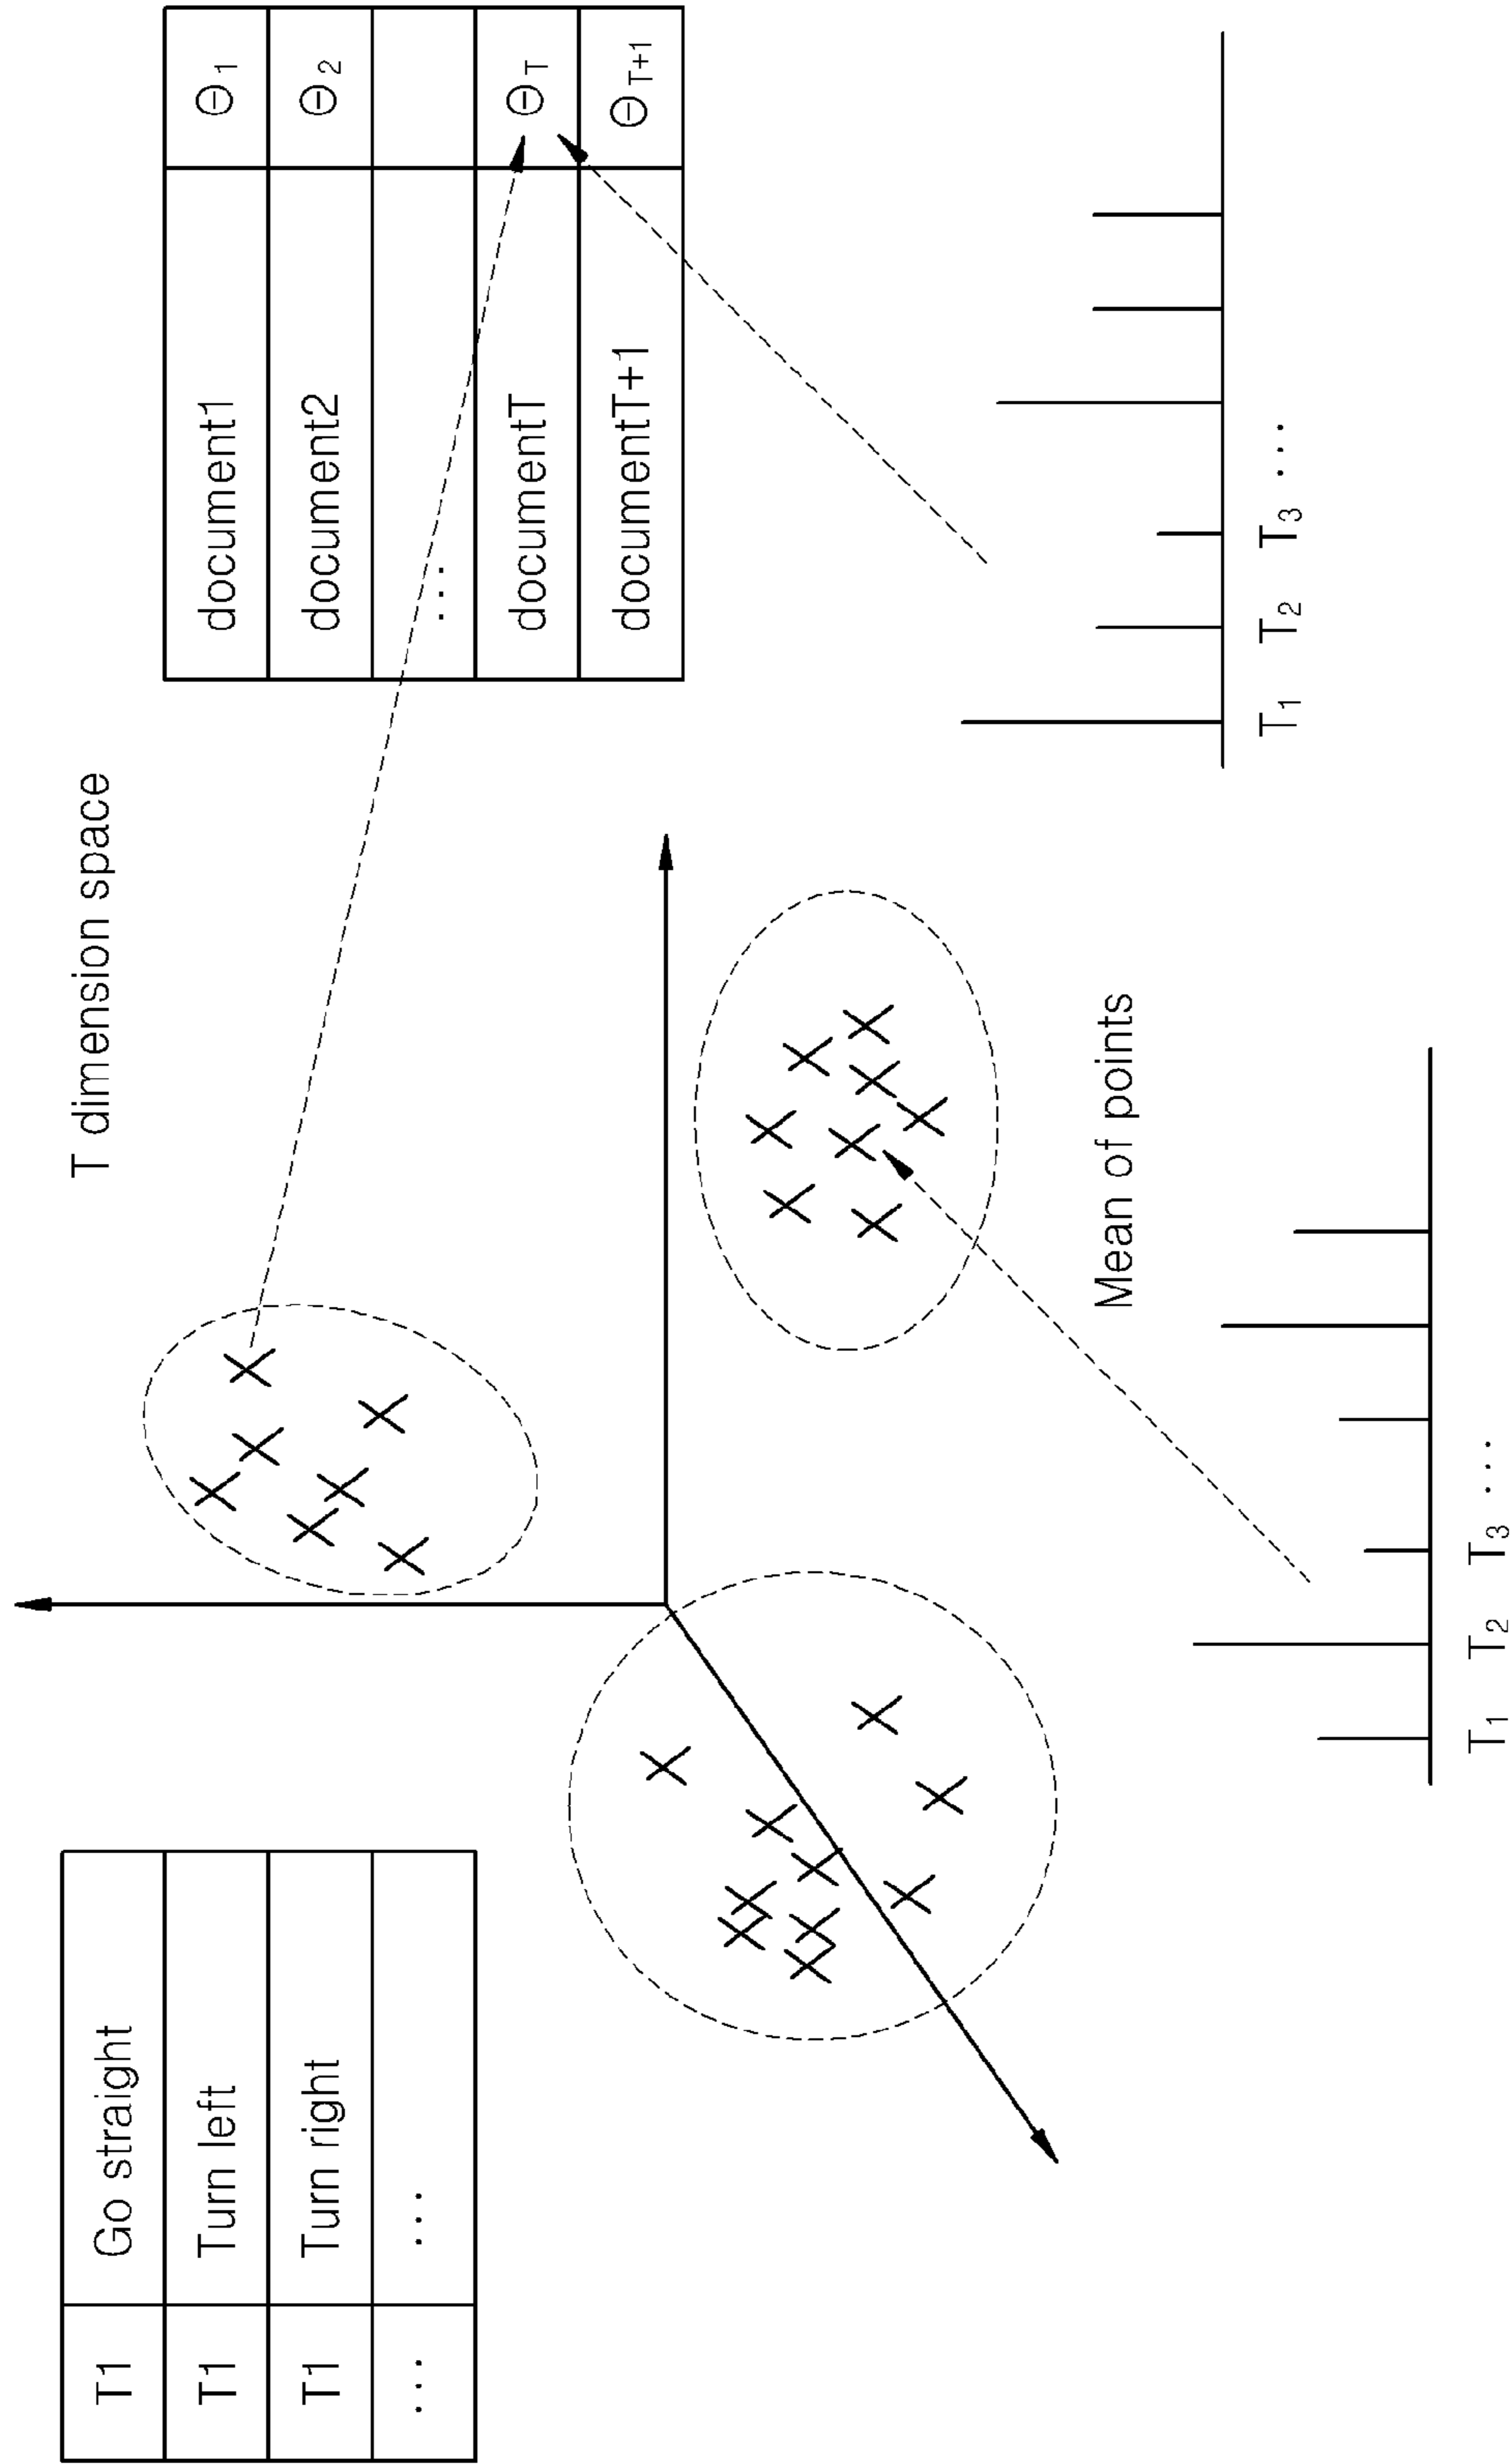 T1 Go straight
T1 Turn left
T1 Turn right
... ...
T dimension space
document1 Θ1
document2 Θ2
...
documentT ΘT
documentT+1 ΘT+1
Mean of points
T1 T2 T3 ...
T1 T2 T3 ...